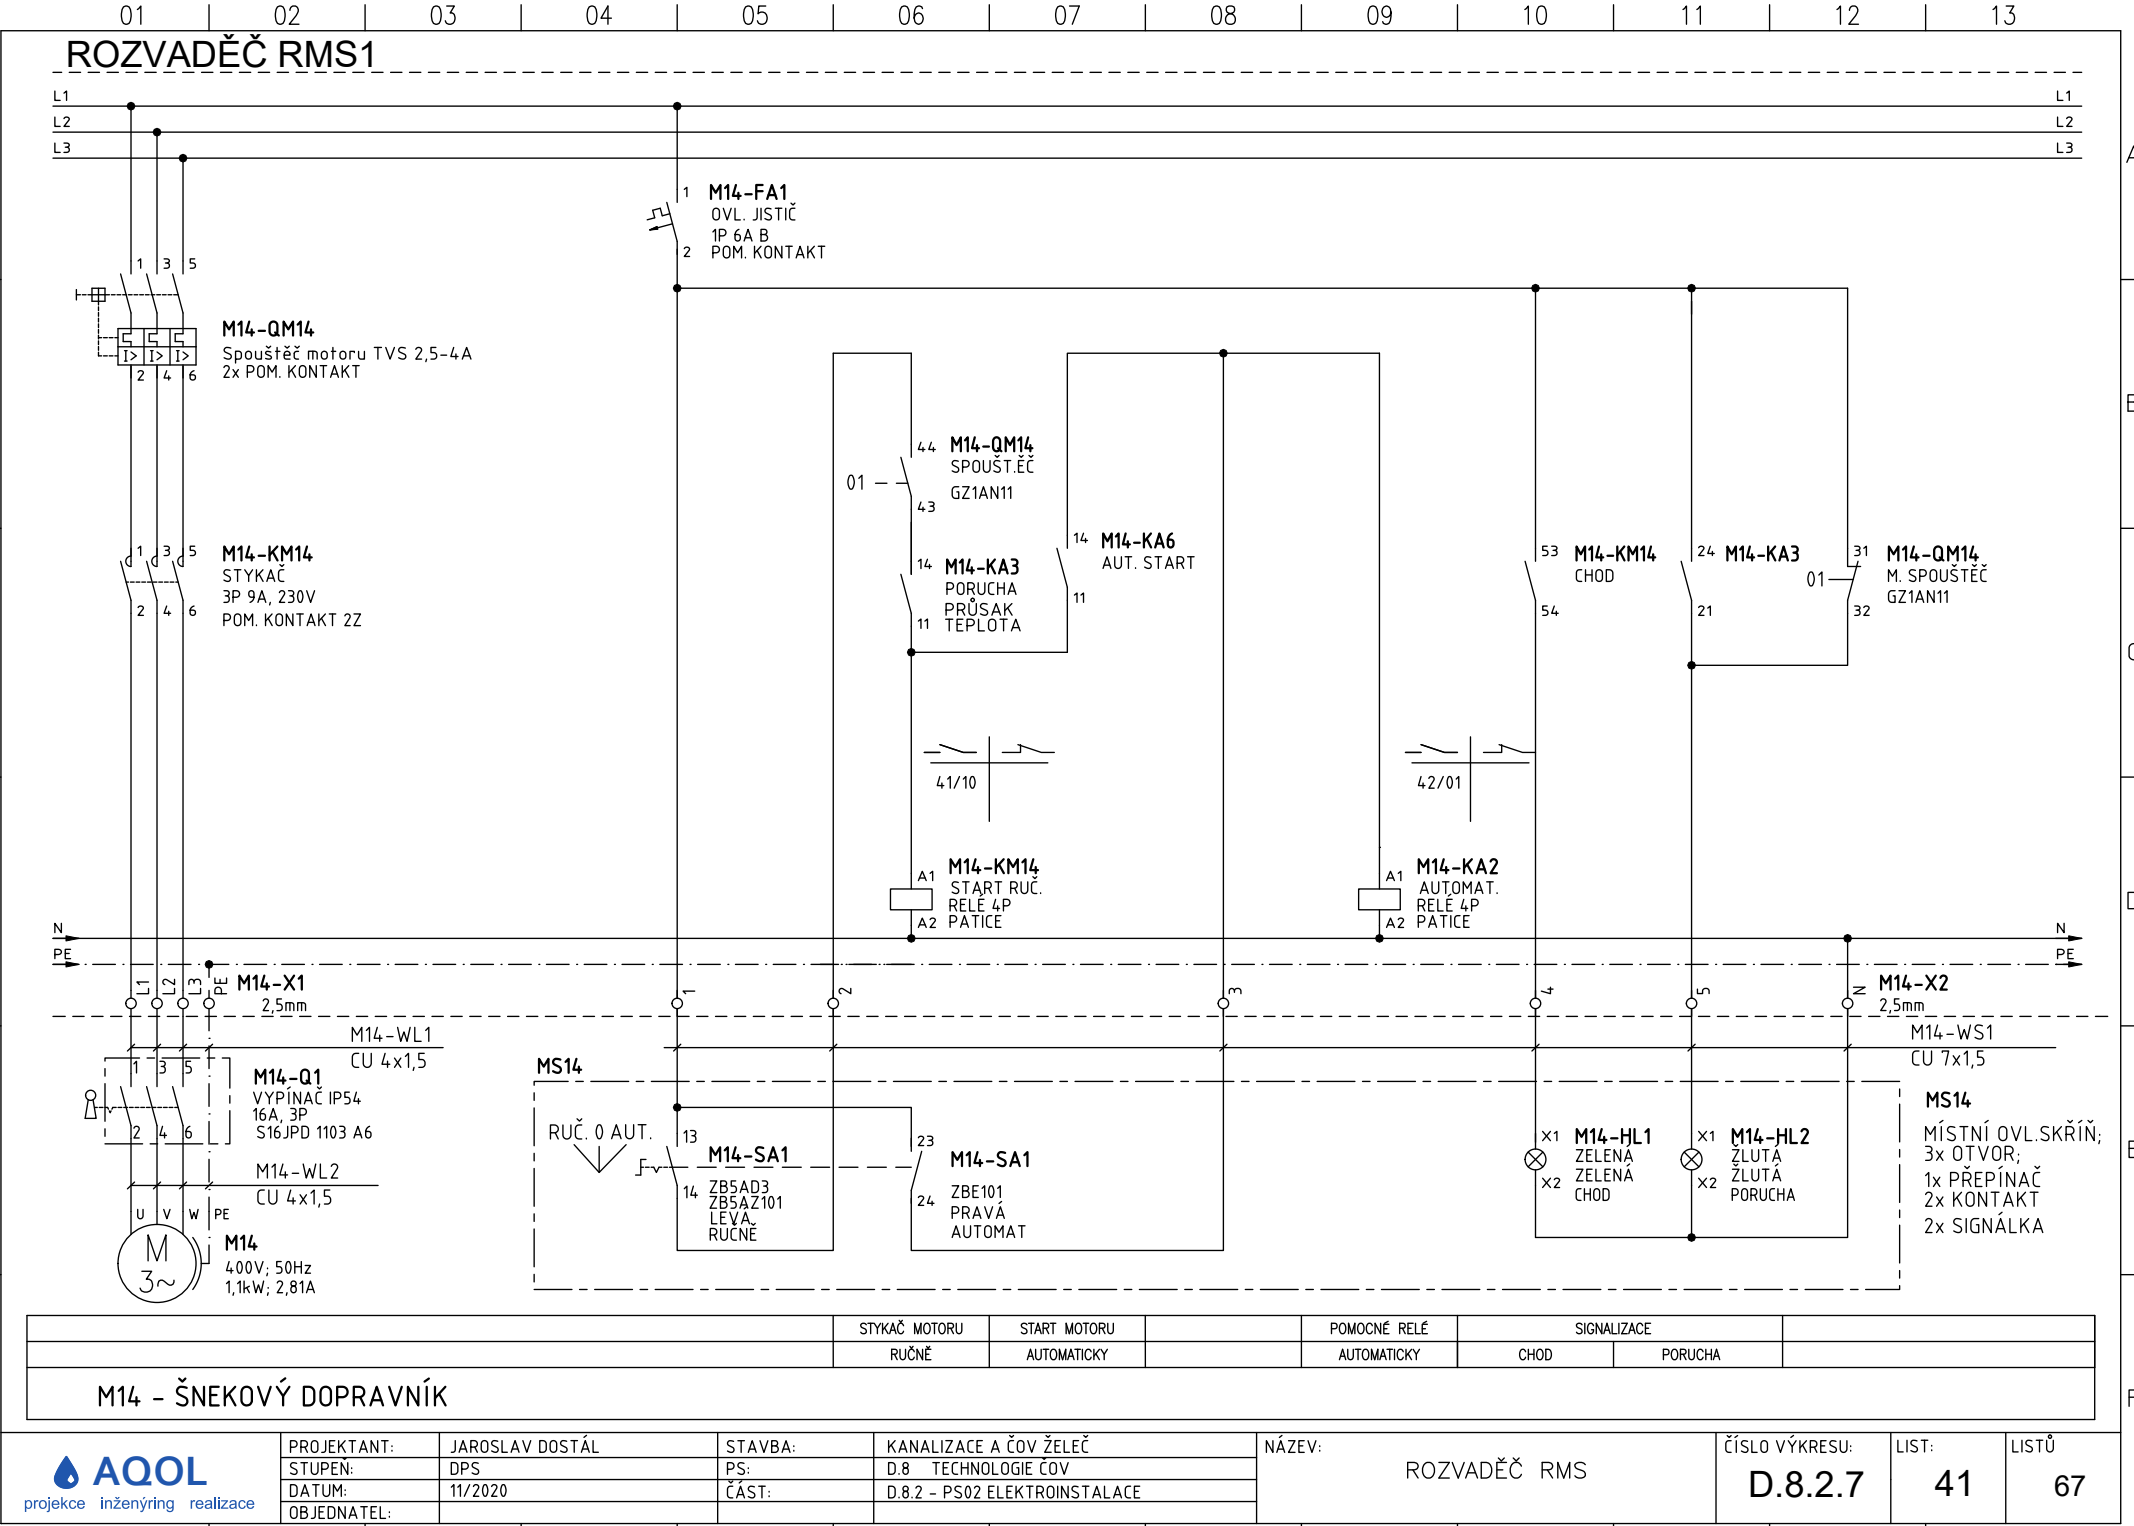 01 02 03 04 05 06 07 08 09 10 11 12 13
ROZVADĚČ RMS1
L1 L1
L2 L2
L3 L3
A
1
M14-FA1
OVL. JISTIČ
1P 6A B
POM. KONTAKT
2
1 3 5
M14-QM14
Spouštěč motoru TVS 2,5-4A
2x POM. KONTAKT
I> I> I>
2 4 6
B
44
M14-QM14
SPOUŠT.EČ
GZ1AN11
01
43
14
M14-KA3
PORUCHA
PRŮSAK
TEPLOTA
11
14
M14-KA6
AUT. START
11
1 3 5
M14-KM14
STYKAČ
3P 9A, 230V
POM. KONTAKT 2Z
2 4 6
53
M14-KM14
CHOD
54
24
M14-KA3
21
31
M14-QM14
M. SPOUŠTĚČ
GZ1AN11
01
32
C
41/10
42/01
A1
M14-KM14
START RUČ.
RELÉ 4P
PATICE
A2
A1
M14-KA2
AUTOMAT.
RELÉ 4P
PATICE
A2
D
N N
PE PE
L1 L2 L3 PE
M14-X1
2,5mm
1 2 3 4 5 N
M14-X2
2,5mm
M14-WL1
CU 4x1,5
M14-WS1
CU 7x1,5
1 3 5
M14-Q1
VYPÍNAČ IP54
16A, 3P
S16JPD 1103 A6
2 4 6
M14-WL2
CU 4x1,5
U V W PE
M
3~
M14
400V; 50Hz
1,1kW; 2,81A
MS14
RUČ. 0 AUT.
13
M14-SA1
14
ZB5AD3
ZB5AZ101
LEVÁ
RUČNĚ
23
M14-SA1
24
ZBE101
PRAVÁ
AUTOMAT
X1
M14-HL1
ZELENÁ
ZELENÁ
CHOD
X2
X1
M14-HL2
ŽLUTÁ
ŽLUTÁ
PORUCHA
X2
MS14
MÍSTNÍ OVL.SKŘÍŇ;
3x OTVOR;
1x PŘEPÍNAČ
2x KONTAKT
2x SIGNÁLKA
E
STYKAČ MOTORU START MOTORU POMOCNÉ RELÉ SIGNALIZACE
RUČNĚ AUTOMATICKY AUTOMATICKY CHOD PORUCHA
M14 - ŠNEKOVÝ DOPRAVNÍK
F
AQOL
projekce inženýring realizace
PROJEKTANT: JAROSLAV DOSTÁL
STUPEŇ: DPS
DATUM: 11/2020
OBJEDNATEL:
STAVBA: KANALIZACE A ČOV ŽELEČ
PS: D.8 TECHNOLOGIE ČOV
ČÁST: D.8.2 - PS02 ELEKTROINSTALACE
NÁZEV:
ROZVADĚČ RMS
ČÍSLO VÝKRESU:
D.8.2.7
LIST:
41
LISTŮ
67